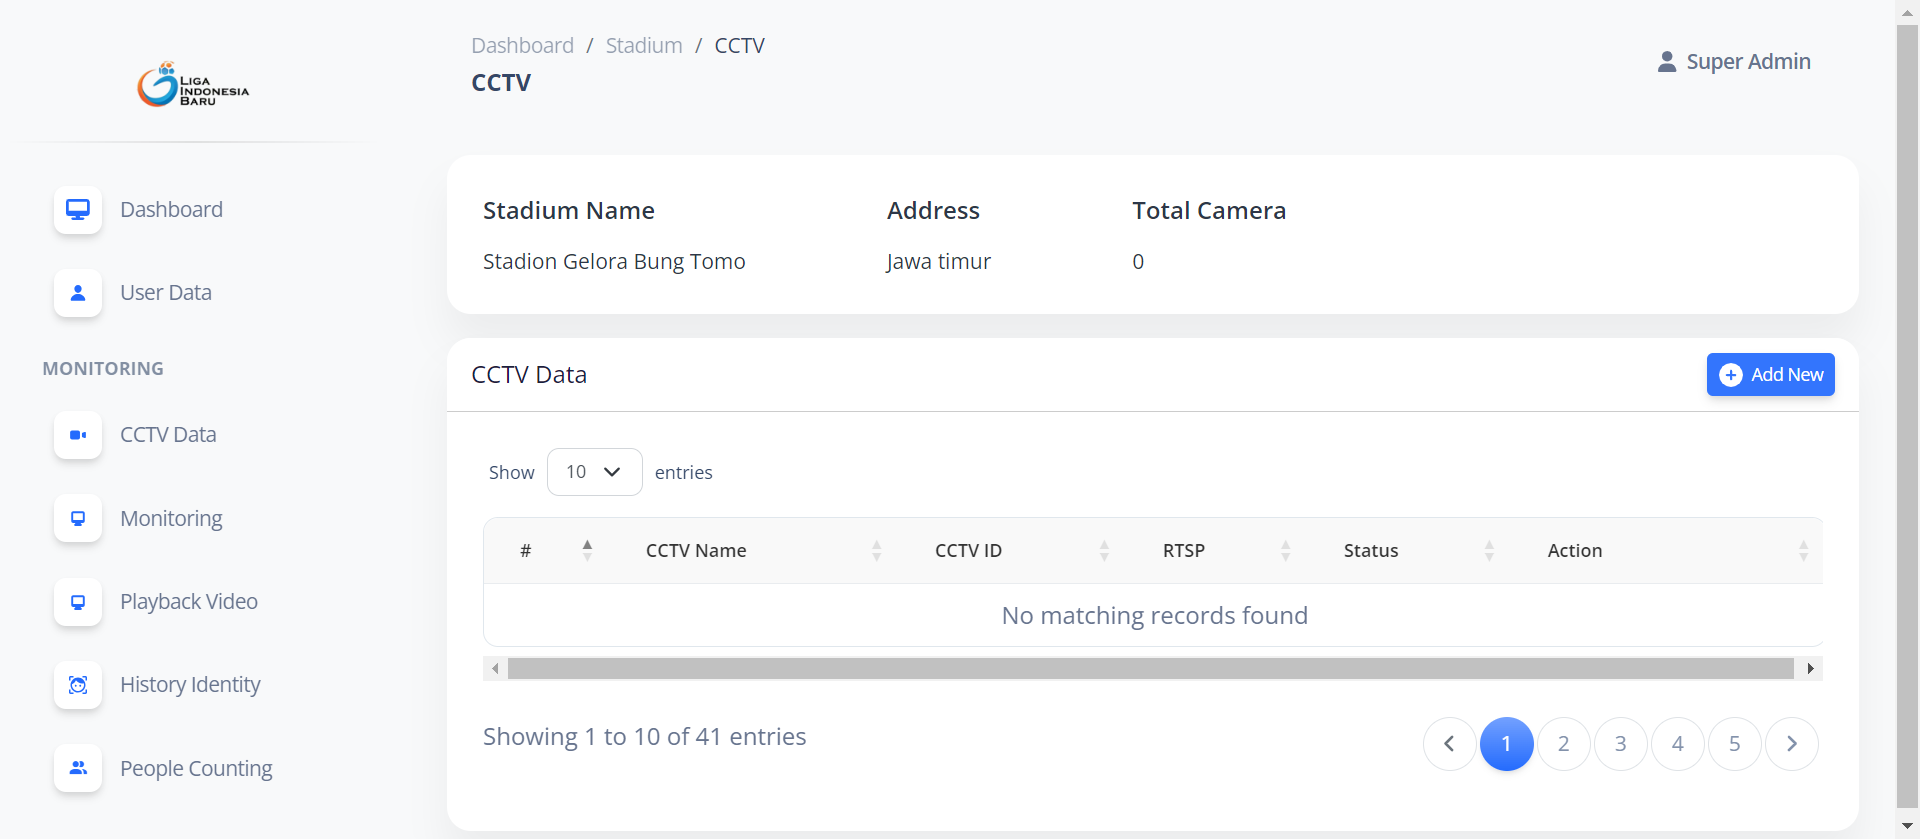 LIGA
INDONESIA
BARU
Dashboard / Stadium / CCTV
CCTV
Super Admin
Dashboard
User Data
MONITORING
CCTV Data
Monitoring
Playback Video
History Identity
People Counting
Stadium Name Address Total Camera
Stadion Gelora Bung Tomo Jawa timur 0
CCTV Data
Add New
Show 10 entries
# CCTV Name CCTV ID RTSP Status Action
No matching records found
Showing 1 to 10 of 41 entries
1 2 3 4 5